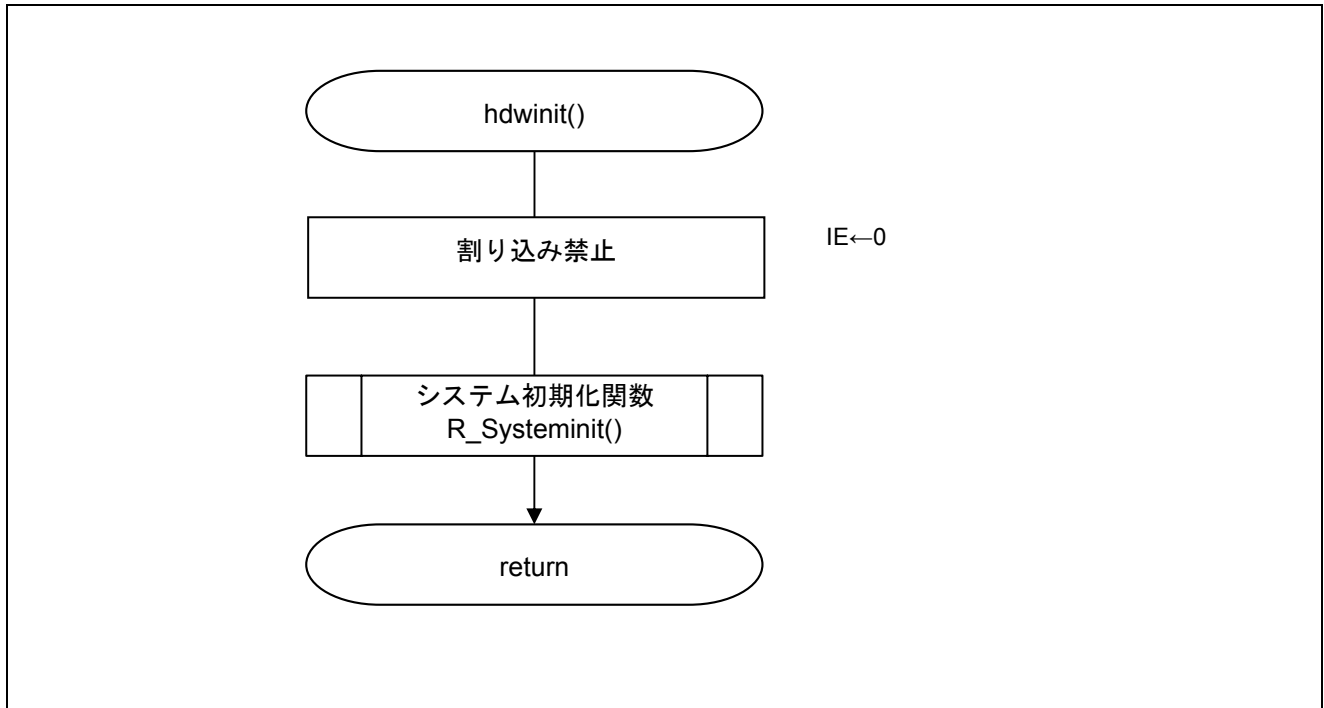 hdwinit()
割り込み禁止
IE←0
システム初期化関数
R_Systeminit()
return